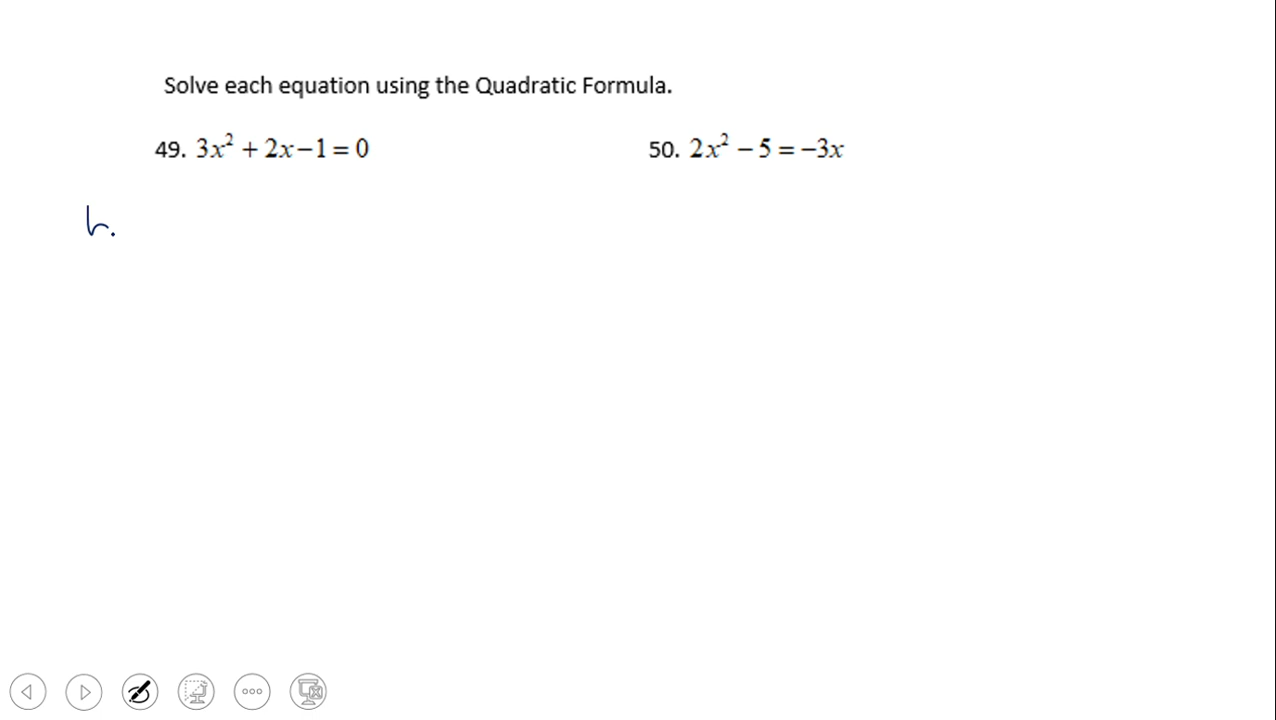 Solve each equation using the Quadratic Formula.
49. 3x² + 2x−1 = 0
50. 2x² − 5 = −3x